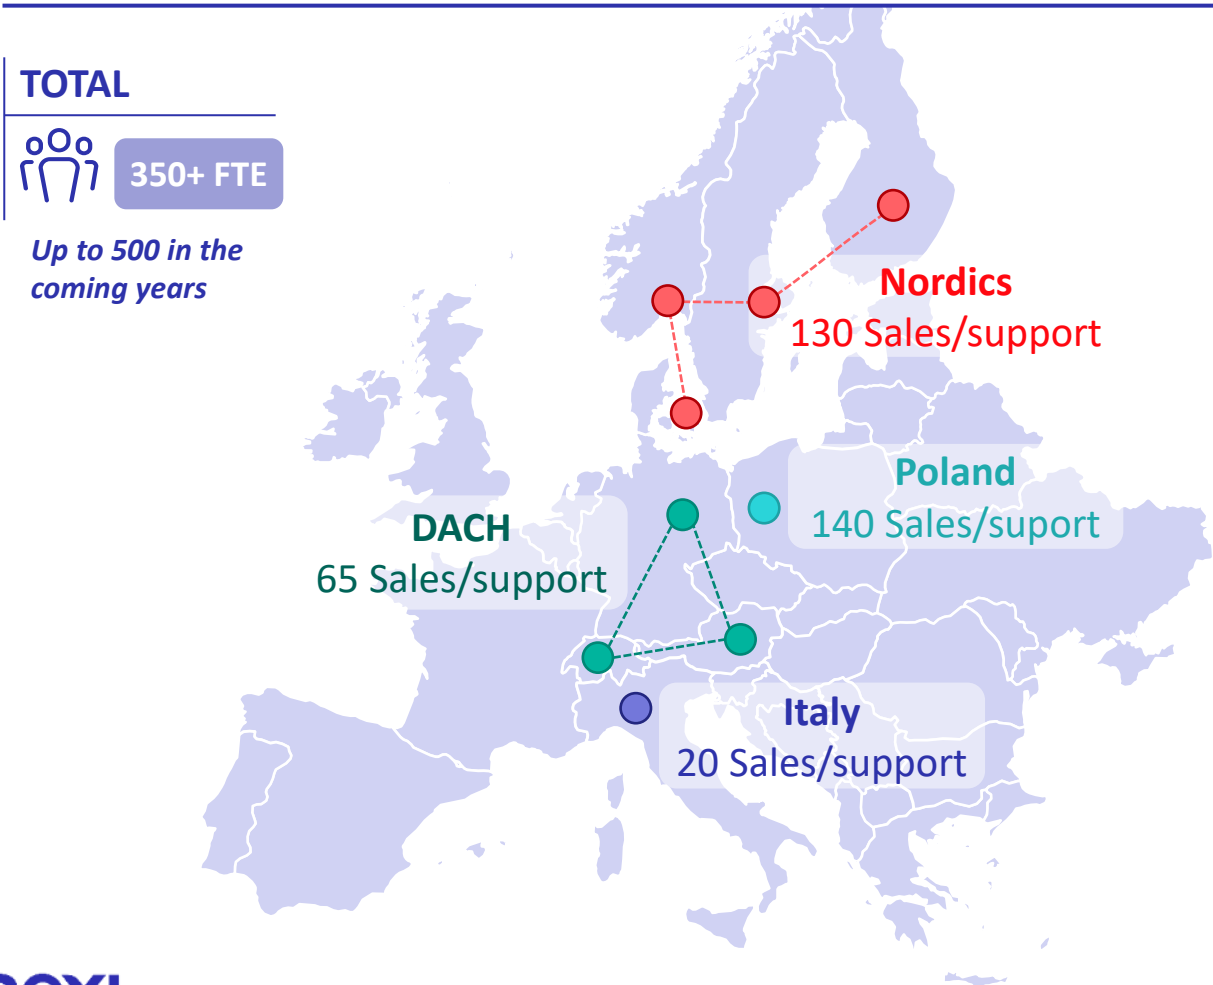 TOTAL
350+ FTE
Up to 500 in the
coming years
Nordics
130 Sales/support
Poland
140 Sales/suport
DACH
65 Sales/support
Italy
20 Sales/support